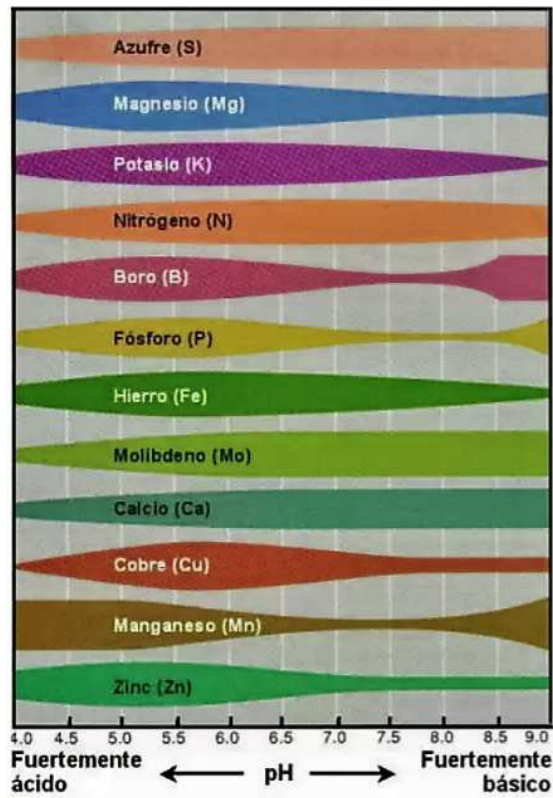 Azufre (S)
Magnesio (Mg)
Potasio (K)
Nitrógeno (N)
Boro (B)
Fósforo (P)
Hierro (Fe)
Molibdeno (Mo)
Calcio (Ca)
Cobre (Cu)
Manganeso (Mn)
Zinc (Zn)
4.0 4.5 5.0 5.5 6.0 6.5 7.0 7.5 8.0 8.5 9.0
Fuertemente ácido
pH
Fuertemente básico